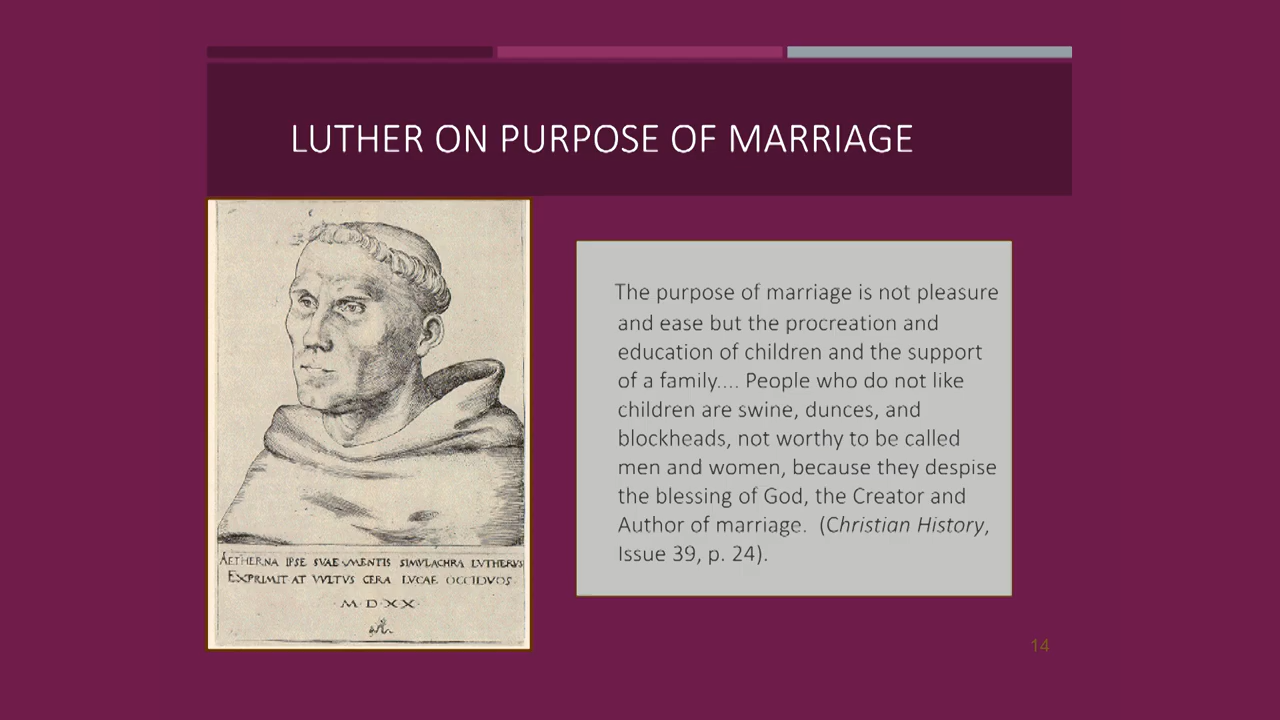 LUTHER ON PURPOSE OF MARRIAGE
The purpose of marriage is not pleasure
and ease but the procreation and
education of children and the support
of a family.... People who do not like
children are swine, dunces, and
blockheads, not worthy to be called
men and women, because they despise
the blessing of God, the Creator and
Author of marriage.  (Christian History,
Issue 39, p. 24).
AETHERNA IPSE SVAE MENTIS SIMVLACHRA LVTHERVS
EXPRIMIT AT VVLTVS CERA LVCAE OCCIDVOS
·M·D·XX·
14